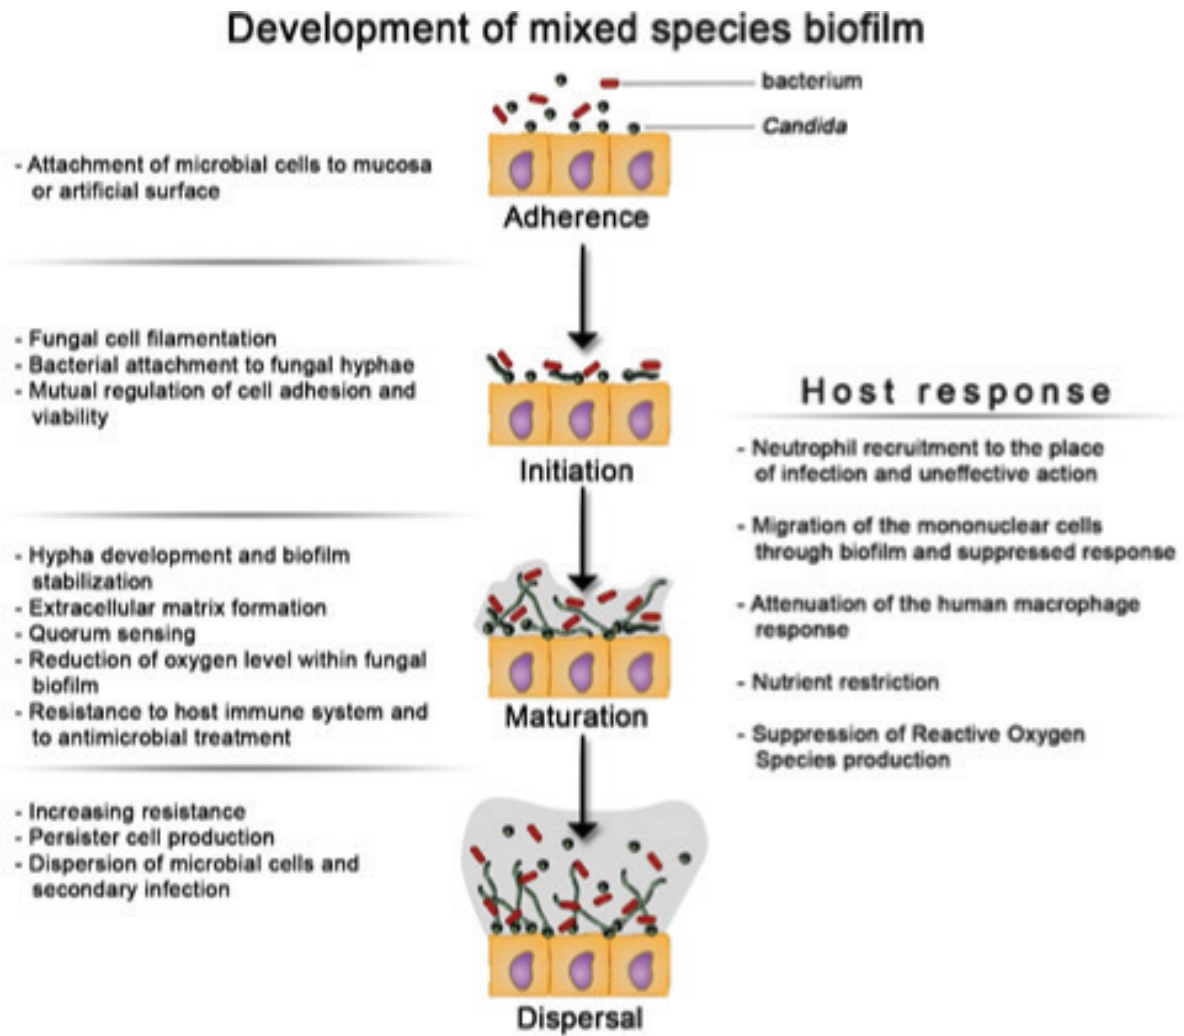 Development of mixed species biofilm
bacterium
Candida
- Attachment of microbial cells to mucosa
or artificial surface
Adherence
- Fungal cell filamentation
- Bacterial attachment to fungal hyphae
- Mutual regulation of cell adhesion and
viability
Initiation
- Hypha development and biofilm
stabilization
- Extracellular matrix formation
- Quorum sensing
- Reduction of oxygen level within fungal
biofilm
- Resistance to host immune system and
to antimicrobial treatment
Maturation
- Increasing resistance
- Persister cell production
- Dispersion of microbial cells and
secondary infection
Dispersal
Host response
- Neutrophil recruitment to the place
of infection and uneffective action
- Migration of the mononuclear cells
through biofilm and suppressed response
- Attenuation of the human macrophage
response
- Nutrient restriction
- Suppression of Reactive Oxygen
Species production